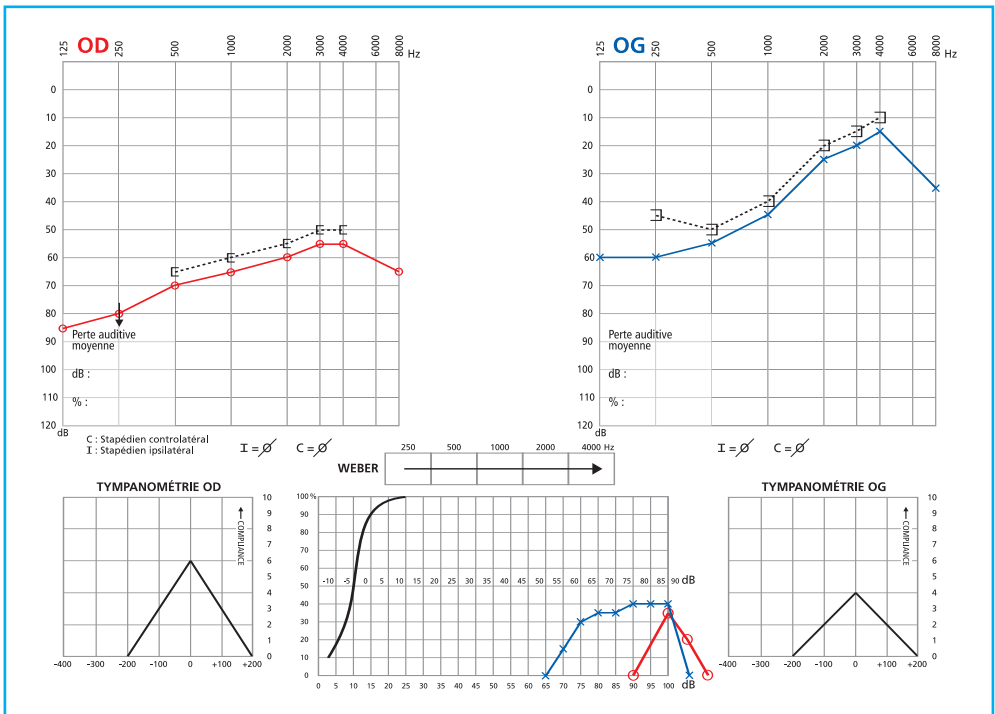 OD
125 250 500 1000 2000 3000 4000 6000 8000 Hz
0
10
20
30
40
50
60
70
80
90
100
110
120
dB
Perte auditive
moyenne
dB :
% :
C : Stapédien controlatéral
I : Stapédien ipsilatéral
I = Ø C = Ø
OG
125 250 500 1000 2000 3000 4000 6000 8000 Hz
0
10
20
30
40
50
60
70
80
90
100
110
120
dB
Perte auditive
moyenne
dB :
% :
I = Ø C = Ø
250 500 1000 2000 4000 Hz
WEBER
TYMPANOMÉTRIE OD
10
9
8
7
6
5
4
3
2
1
0
COMPLIANCE
-400 -300 -200 -100 0 +100 +200
100 %
90
80
70
60
50
40
30
20
10
0
-10 -5 0 5 10 15 20 25 30 35 40 45 50 55 60 65 70 75 80 85 90 dB
0 5 10 15 20 25 30 35 40 45 50 55 60 65 70 75 80 85 90 95 100 dB
TYMPANOMÉTRIE OG
10
9
8
7
6
5
4
3
2
1
0
COMPLIANCE
-400 -300 -200 -100 0 +100 +200